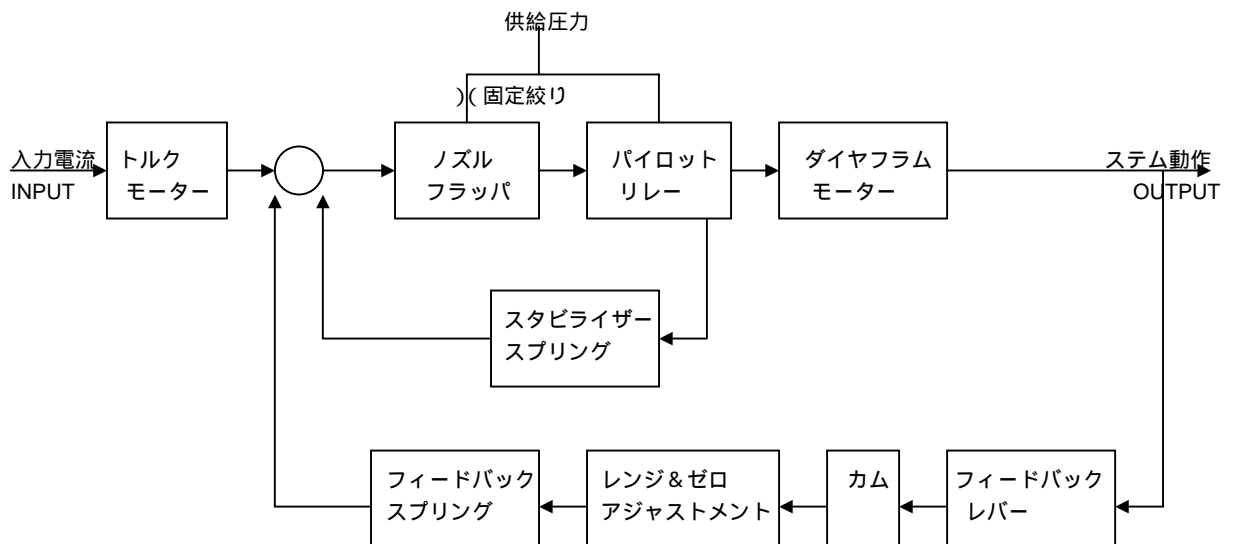 供給圧力
)( 固定絞り
入力電流
INPUT
トルク
モーター
ノズル
フラッパ
パイロット
リレー
ダイヤフラム
モーター
ステム動作
OUTPUT
スタビライザー
スプリング
フィードバック
スプリング
レンジ&ゼロ
アジャストメント
カム
フィードバック
レバー